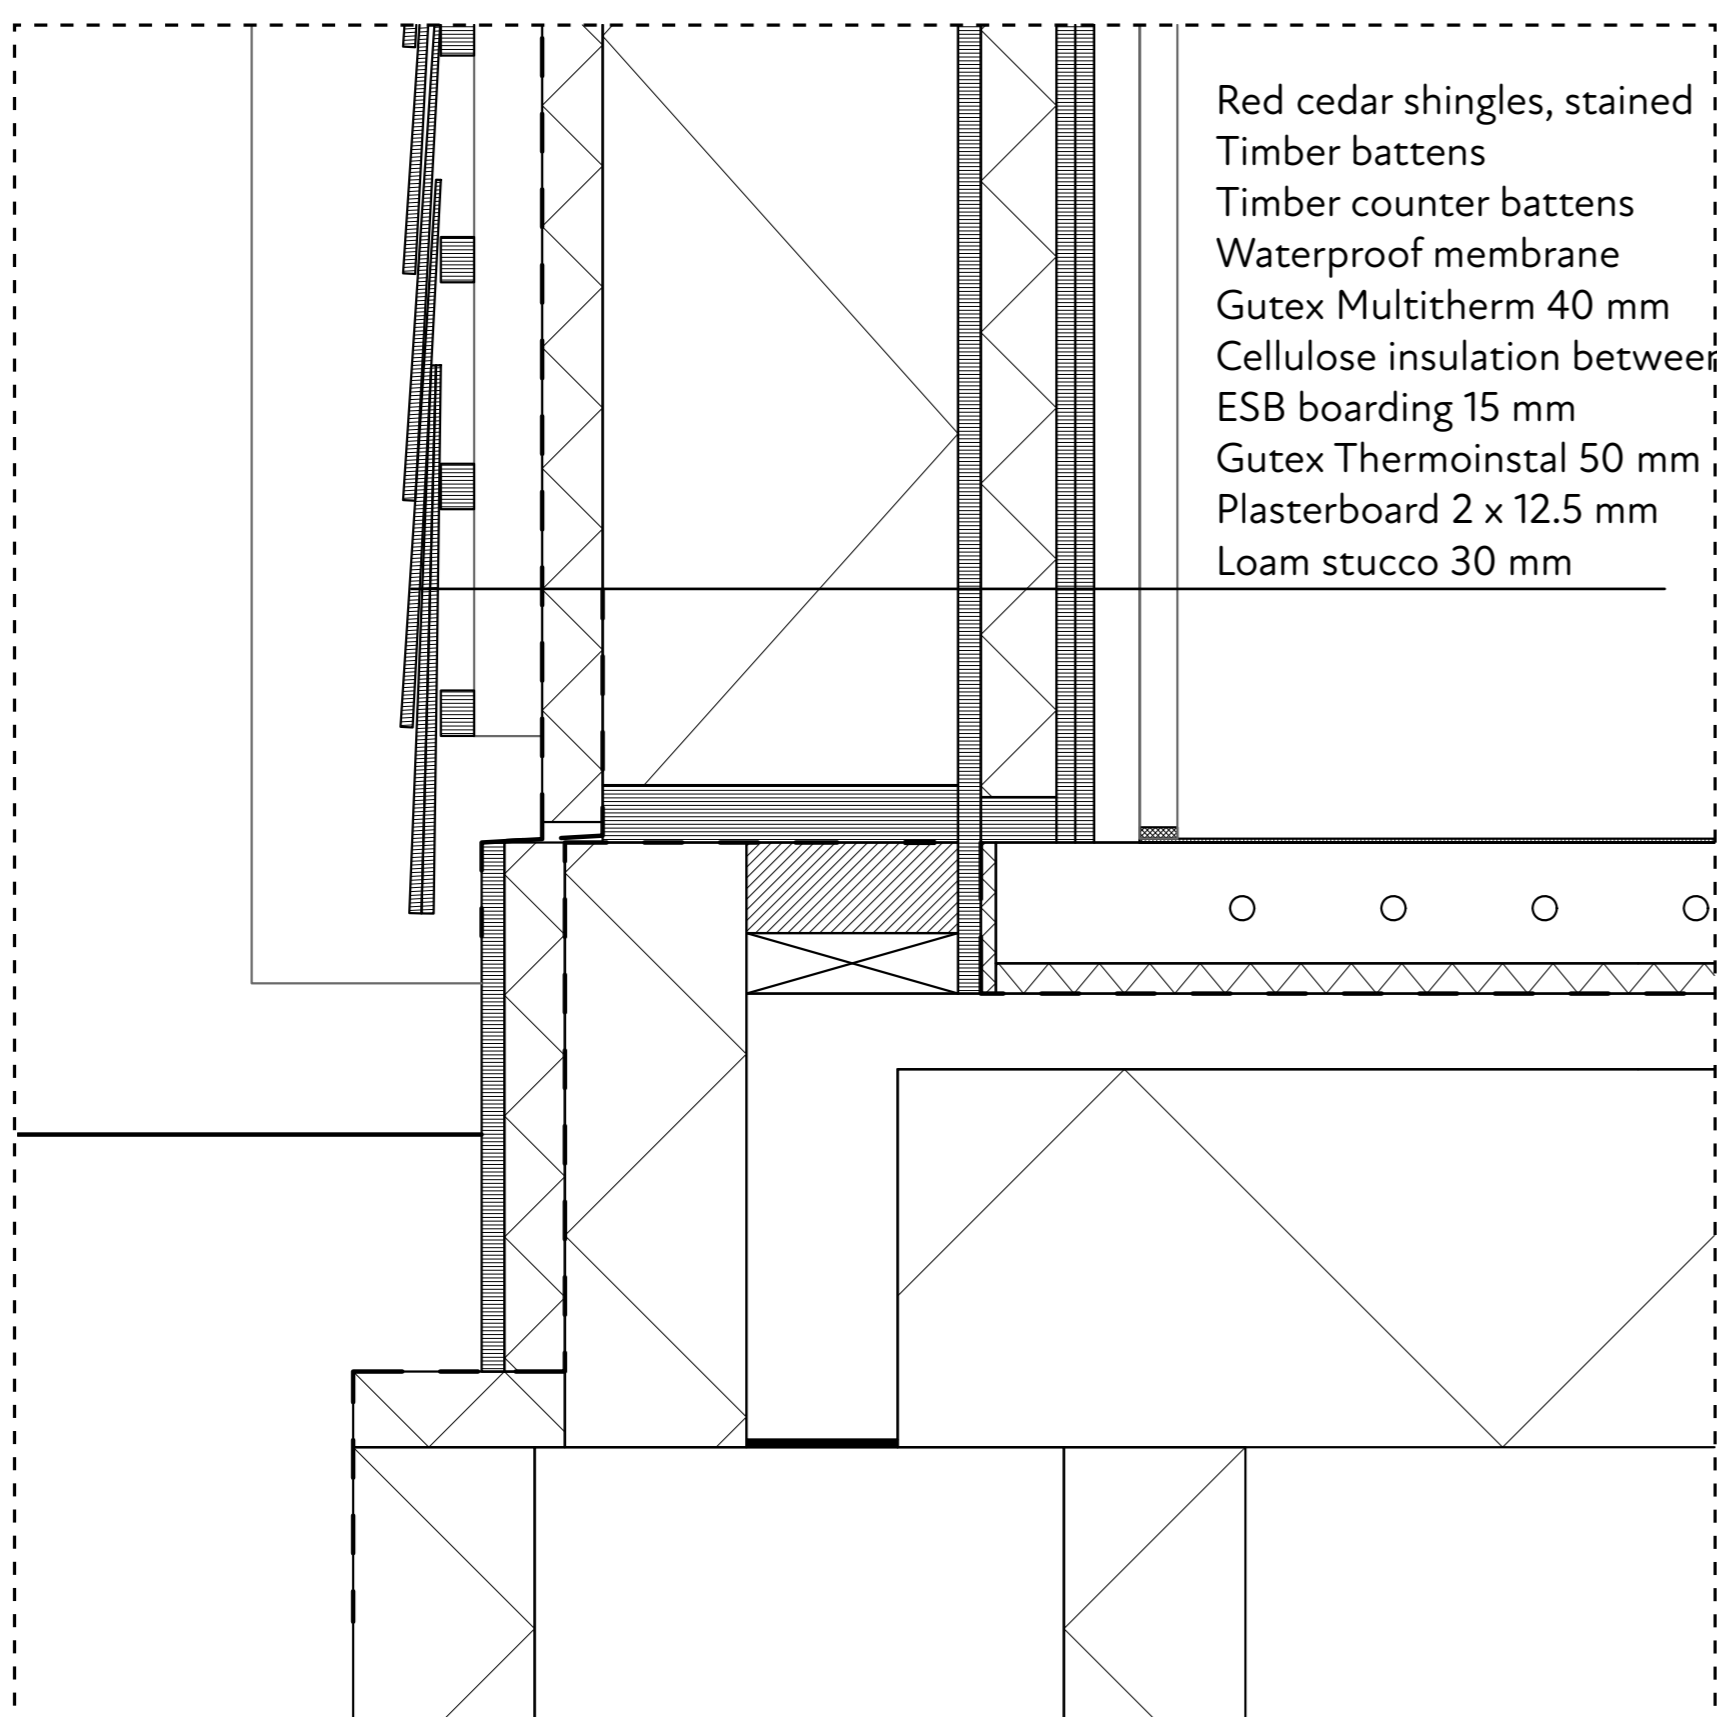 Red cedar shingles, stained
Timber battens
Timber counter battens
Waterproof membrane
Gutex Multitherm 40 mm
Cellulose insulation between
ESB boarding 15 mm
Gutex Thermoinstal 50 mm
Plasterboard 2 x 12.5 mm
Loam stucco 30 mm